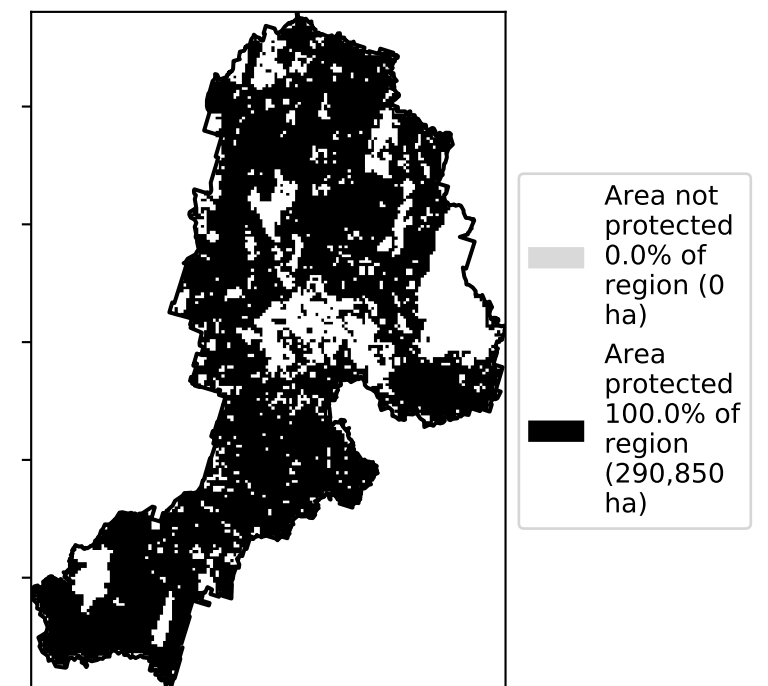 Area not
protected
0.0% of
region (0
ha)
Area
protected
100.0% of
region
(290,850
ha)